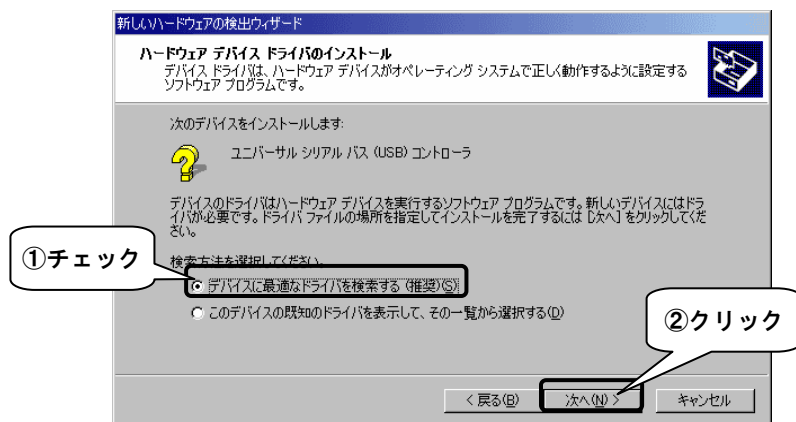 新しいハードウェアの検出ウィザード
ハードウェア デバイス ドライバのインストール
デバイス ドライバは、ハードウェア デバイスがオペレーティング システムで正しく動作するように設定する
ソフトウェア プログラムです。
次のデバイスをインストールします:
ユニバーサル シリアル バス (USB) コントローラ
デバイスのドライバはハードウェア デバイスを実行するソフトウェア プログラムです。新しいデバイスにはドラ
イバが必要です。ドライバ ファイルの場所を指定してインストールを完了するには [次へ] をクリックしてくだ
さい。
①チェック
検索方法を選択してください。
デバイスに最適なドライバを検索する (推奨)(S)
このデバイスの既知のドライバを表示して、その一覧から選択する(D)
②クリック
< 戻る(B)
次へ(N) >
キャンセル